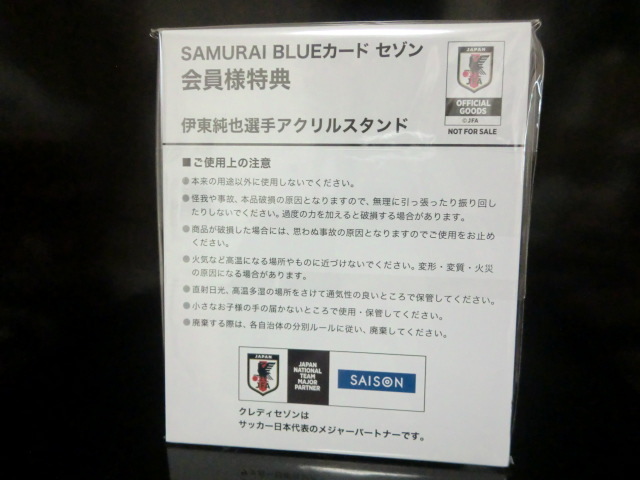 SAMURAI BLUEカード セゾン
会員様特典
伊東純也選手アクリルスタンド
JAPAN
JFA
OFFICIAL
GOODS
©JFA
NOT FOR SALE
■ご使用上の注意
●本来の用途以外に使用しないでください。
●怪我や事故、本品破損の原因となりますので、無理に引っ張ったり振り回し
たりしないでください。過度の力を加えると破損する場合があります。
●商品が破損した場合には、思わぬ事故の原因となりますのでご使用をお止め
ください。
●火気など高温になる場所やものに近づけないでください。変形・変質・火災
の原因になる場合があります。
●直射日光、高温多湿の場所をさけて通気性の良いところで保管してください。
●小さなお子様の手の届かないところで使用・保管してください。
●廃棄する際は、各自治体の分別ルールに従い、廃棄してください。
JAPAN
JFA
JAPAN
NATIONAL
TEAM
MAJOR
PARTNER
SAISON
クレディセゾンは
サッカー日本代表のメジャーパートナーです。